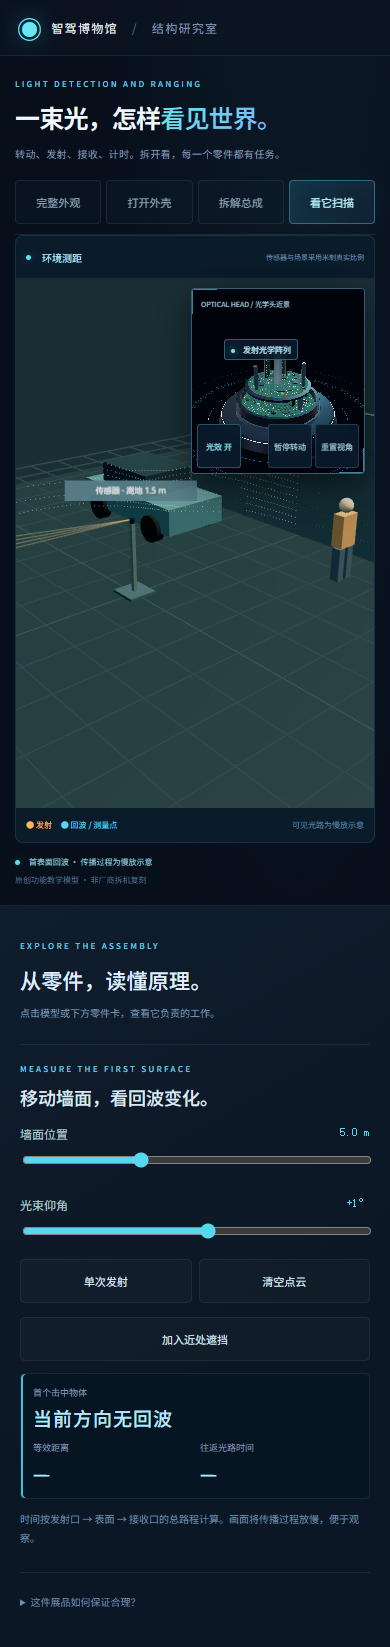 智驾博物馆 / 结构研究室
LIGHT DETECTION AND RANGING
一束光，怎样看见世界。
转动、发射、接收、计时。拆开看，每一个零件都有任务。
完整外观 打开外壳 拆解总成 看它扫描
环境测距 传感器与场景采用米制真实比例
OPTICAL HEAD / 光学头近景
发射光学阵列
光效 开 暂停转动 重置视角
传感器 · 离地 1.5 m
发射 回波 / 测量点 可见光路为慢放示意
首表面回波 · 传播过程为慢放示意
原创功能教学模型 · 非厂商拆机复刻
EXPLORE THE ASSEMBLY
从零件，读懂原理。
点击模型或下方零件卡，查看它负责的工作。
MEASURE THE FIRST SURFACE
移动墙面，看回波变化。
墙面位置 5.0 m
光束仰角 +1°
单次发射 清空点云
加入近处遮挡
首个击中物体
当前方向无回波
等效距离 往返光路时间
— —
时间按发射口 → 表面 → 接收口的总路程计算。画面将传播过程放慢，便于观
察。
▶ 这件展品如何保证合理？